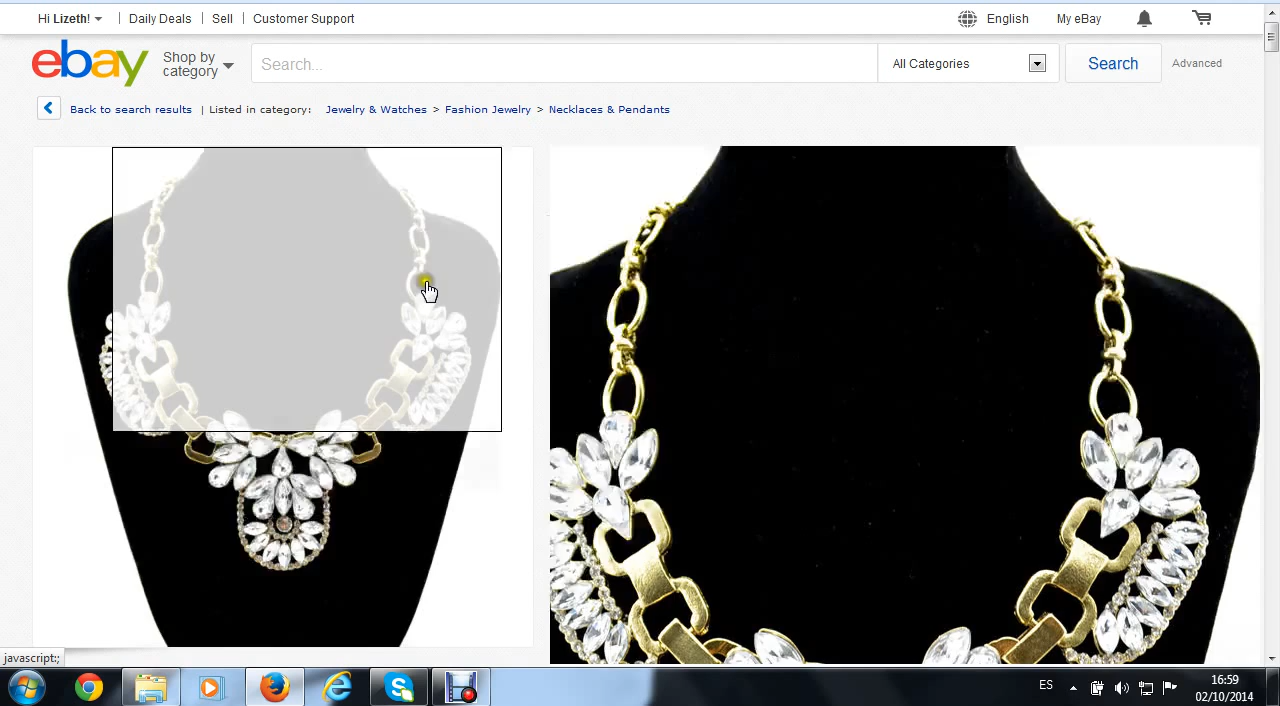 Hi Lizeth! Daily Deals Sell Customer Support English My eBay
ebay Shop by category Search... All Categories Search Advanced
Back to search results | Listed in category: Jewelry & Watches > Fashion Jewelry > Necklaces & Pendants
javascript:;
ES 16:59
02/10/2014